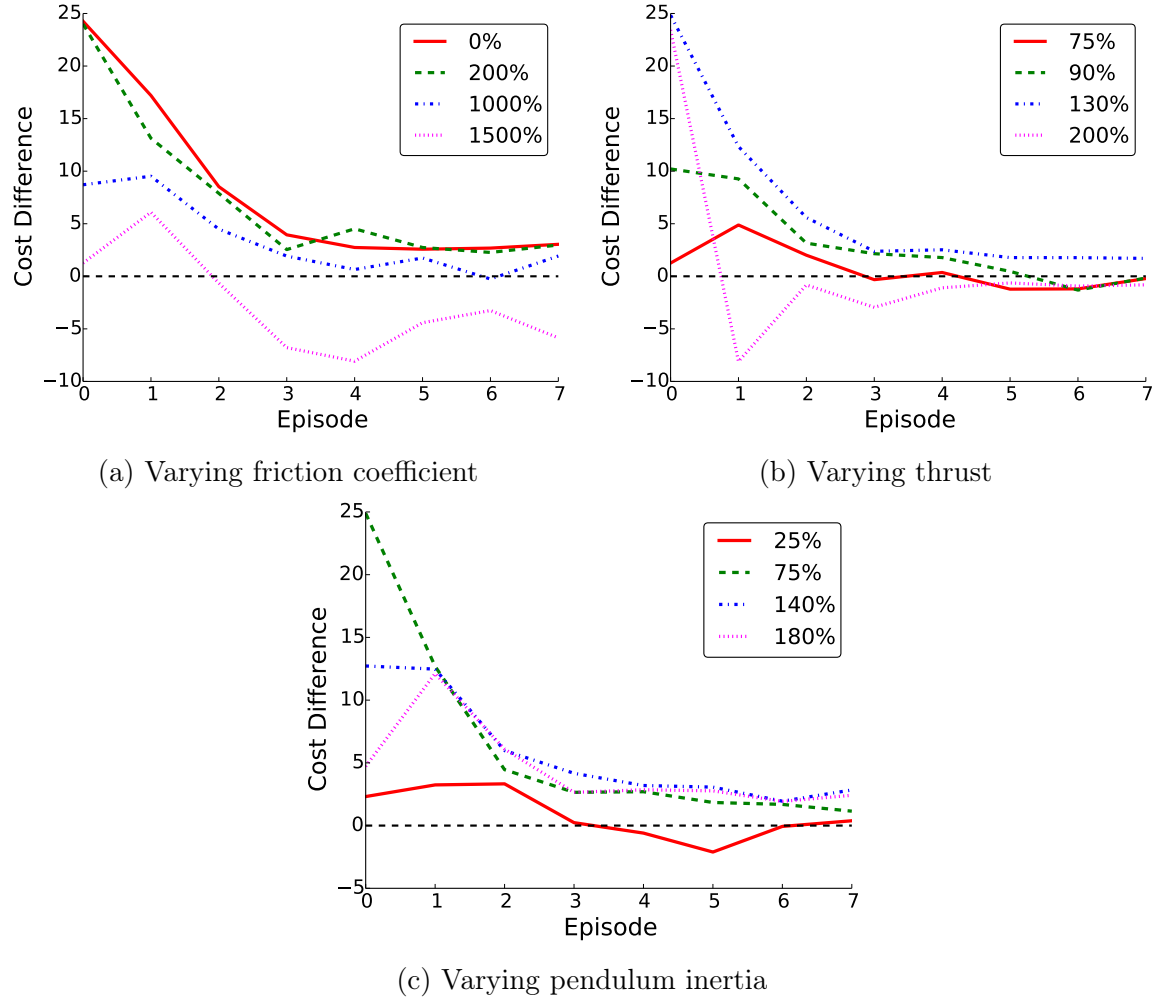 25
20
15
10
5
0
−5
−10
Cost Difference
0 1 2 3 4 5 6 7
Episode
0%
200%
1000%
1500%
(a) Varying friction coefficient
25
20
15
10
5
0
−5
−10
Cost Difference
0 1 2 3 4 5 6 7
Episode
75%
90%
130%
200%
(b) Varying thrust
25
20
15
10
5
0
−5
Cost Difference
0 1 2 3 4 5 6 7
Episode
25%
75%
140%
180%
(c) Varying pendulum inertia